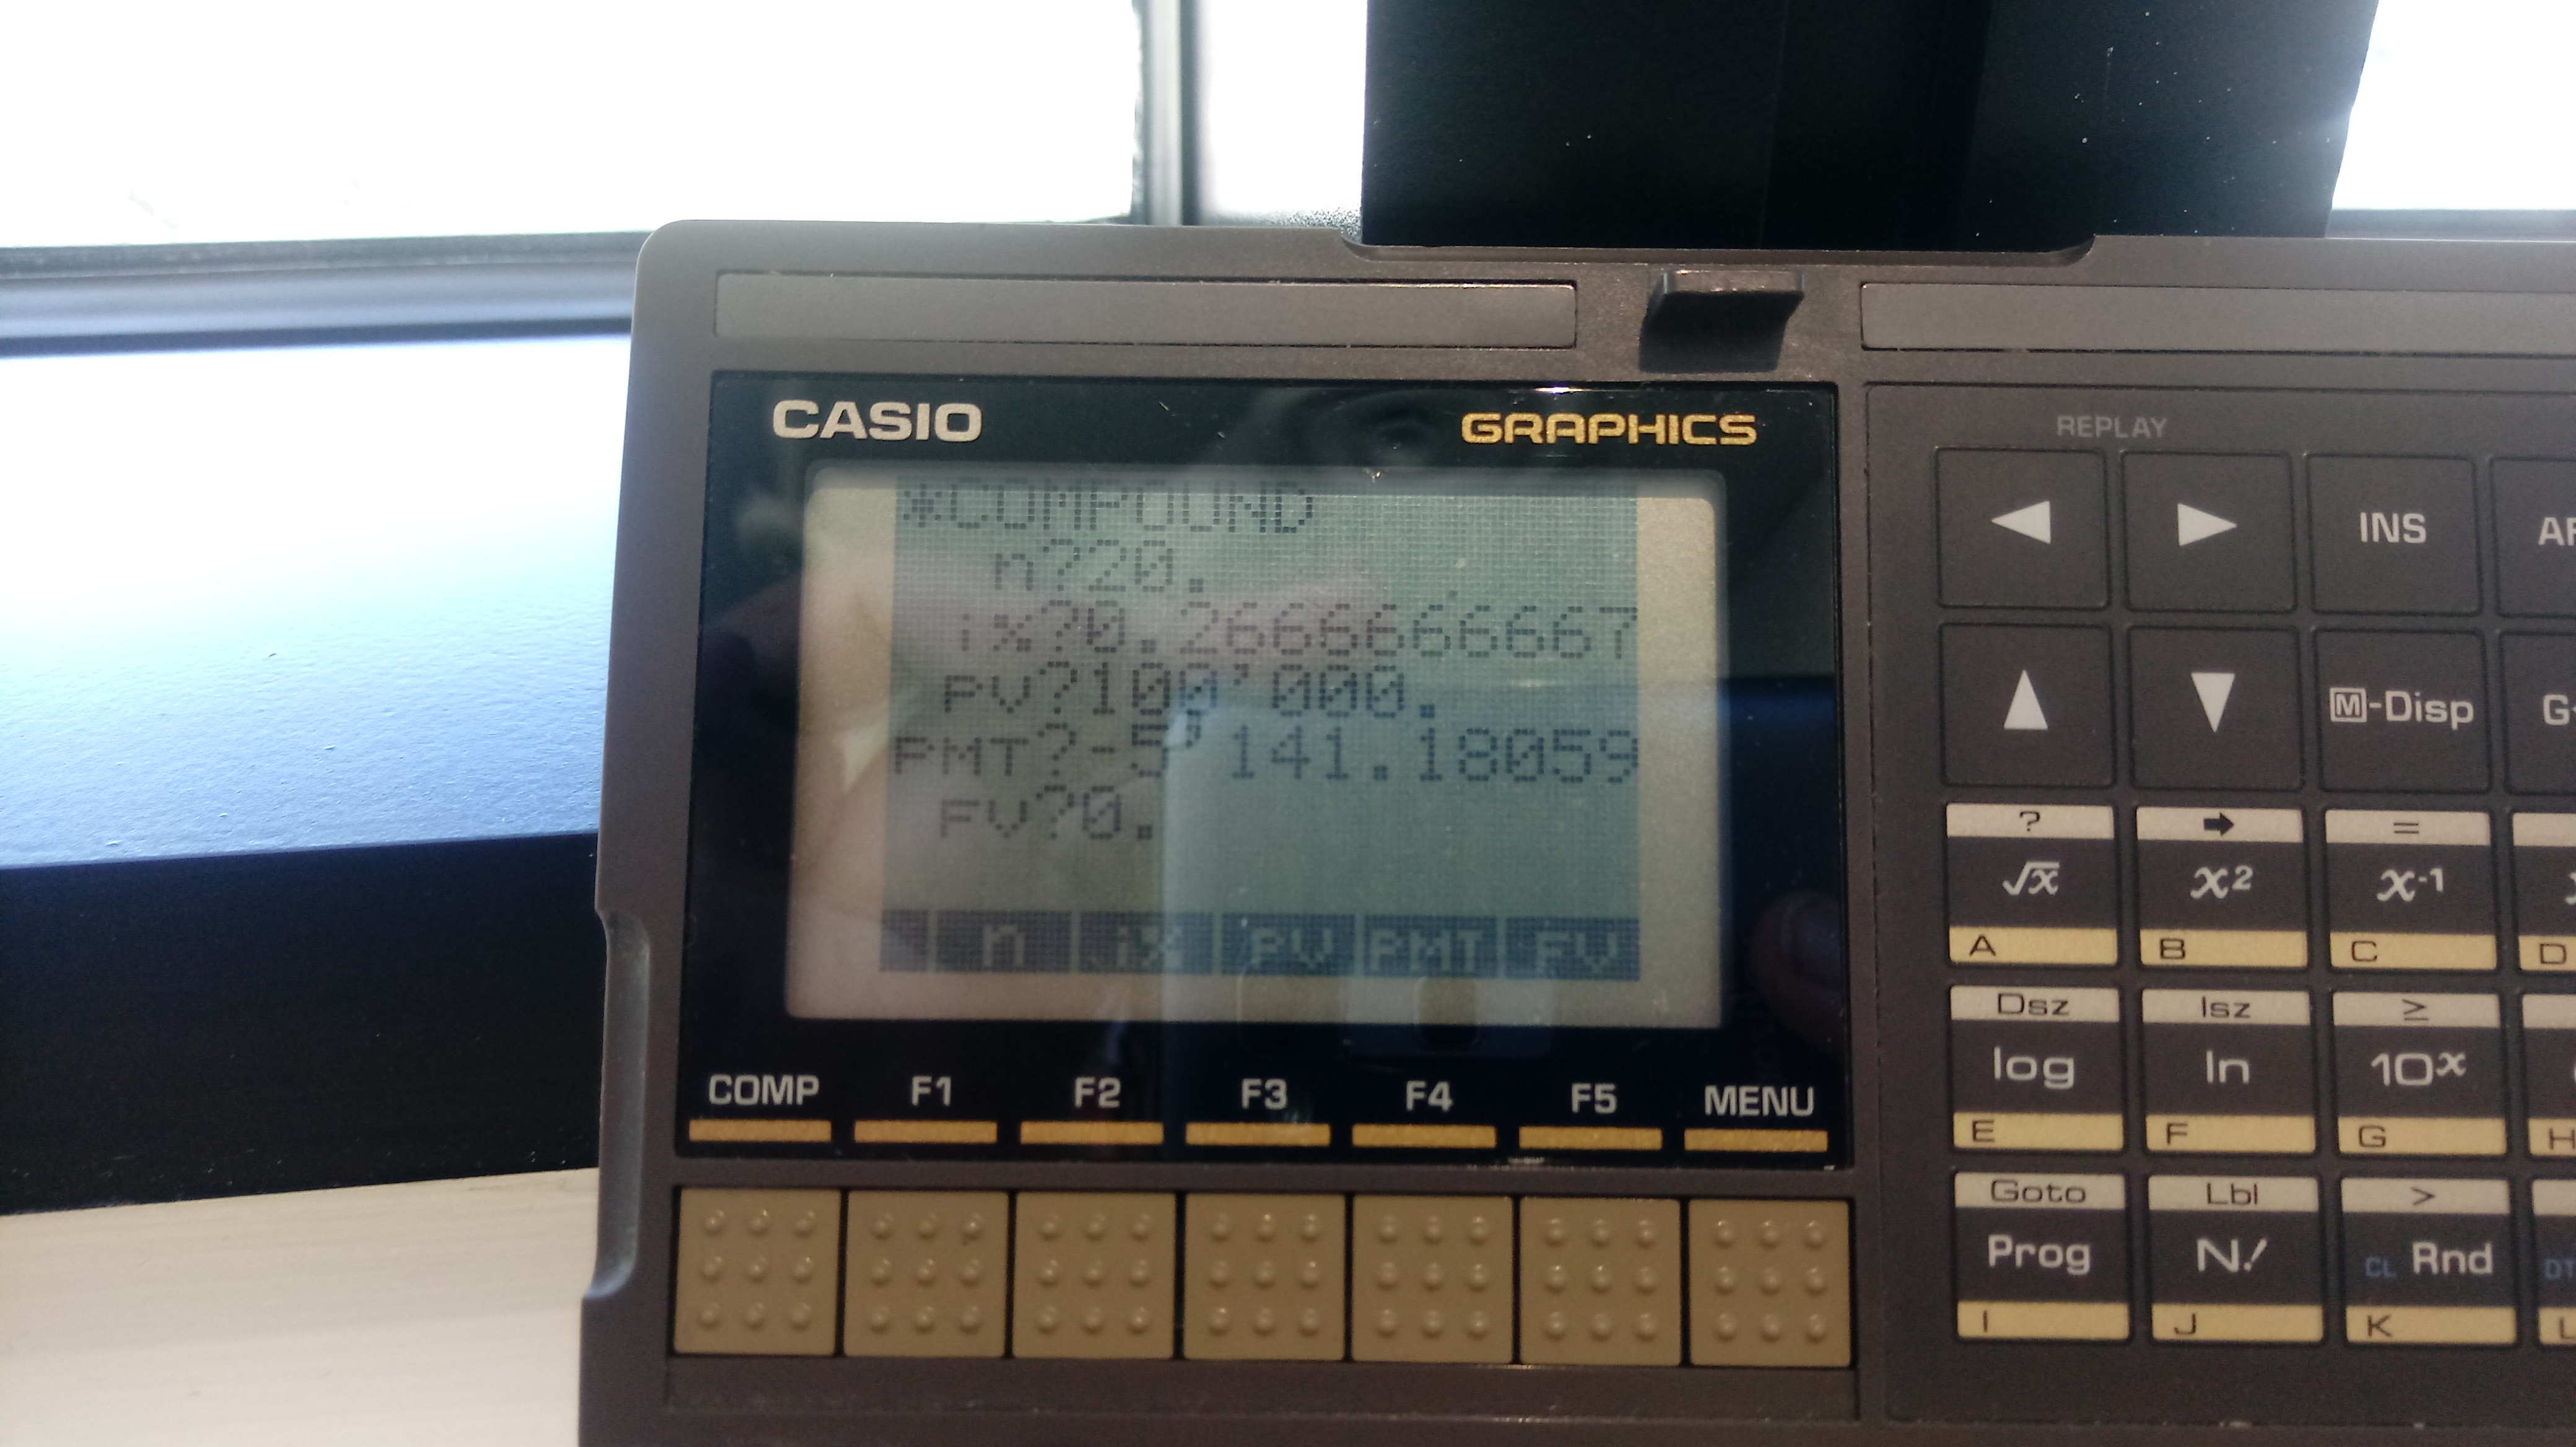 CASIO GRAPHICS
*COMPOUND
n?20.
i%?0.2666666667
PV?100'000.
PMT?-5'141.18059
FV?0.
n i% PV PMT FV
COMP F1 F2 F3 F4 F5 MENU
REPLAY
INS
M-Disp
? ➡ =
√x x² x⁻¹
A B C D
Dsz Isz ≥
log ln 10ˣ
E F G H
Goto Lbl >
Prog N! CL Rnd DT
I J K L